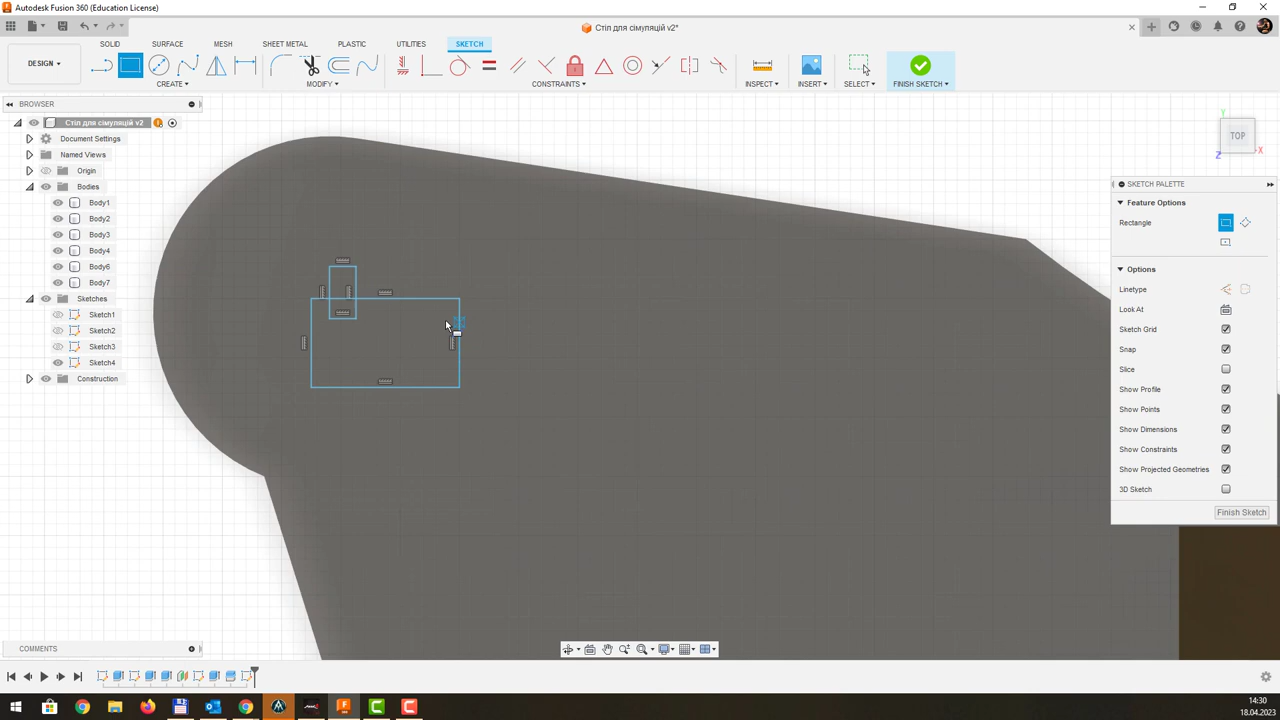 Autodesk Fusion 360 (Education License)
Стіл для сімуляцій v2*
SOLID SURFACE MESH SHEET METAL PLASTIC UTILITIES SKETCH
DESIGN
CREATE MODIFY CONSTRAINTS INSPECT INSERT SELECT FINISH SKETCH
BROWSER
Стіл для сімуляцій v2
Document Settings
Named Views
Origin
Bodies
Body1
Body2
Body3
Body4
Body6
Body7
Sketches
Sketch1
Sketch2
Sketch3
Sketch4
Construction
Y
TOP
X
Z
SKETCH PALETTE
Feature Options
Rectangle
Options
Linetype
Look At
Sketch Grid
Snap
Slice
Show Profile
Show Points
Show Dimensions
Show Constraints
Show Projected Geometries
3D Sketch
Finish Sketch
COMMENTS
14:30
18.04.2023